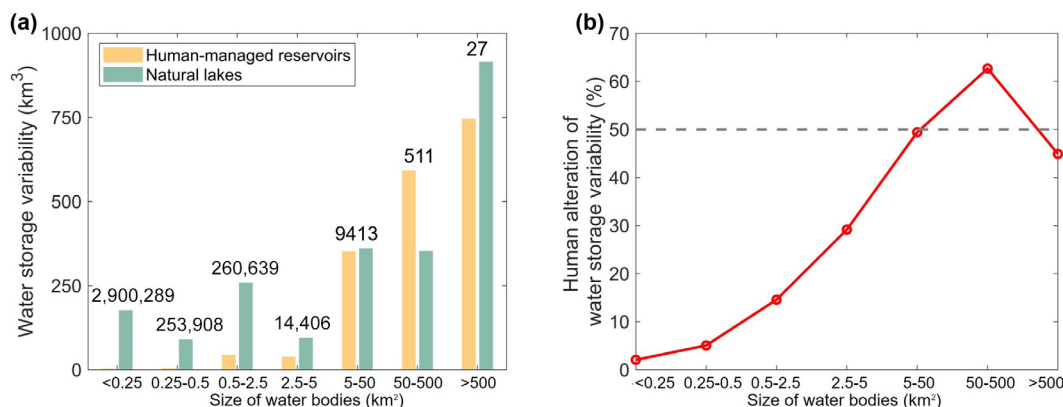 (a)
1000
750
500
250
0
Water storage variability (km³)
Human-managed reservoirs
Natural lakes
2,900,289
253,908
260,639
14,406
9413
511
27
<0.25 0.25-0.5 0.5-2.5 2.5-5 5-50 50-500 >500
Size of water bodies (km²)
(b)
70
60
50
40
30
20
10
0
Human alteration of
water storage variability (%)
<0.25 0.25-0.5 0.5-2.5 2.5-5 5-50 50-500 >500
Size of water bodies (km²)